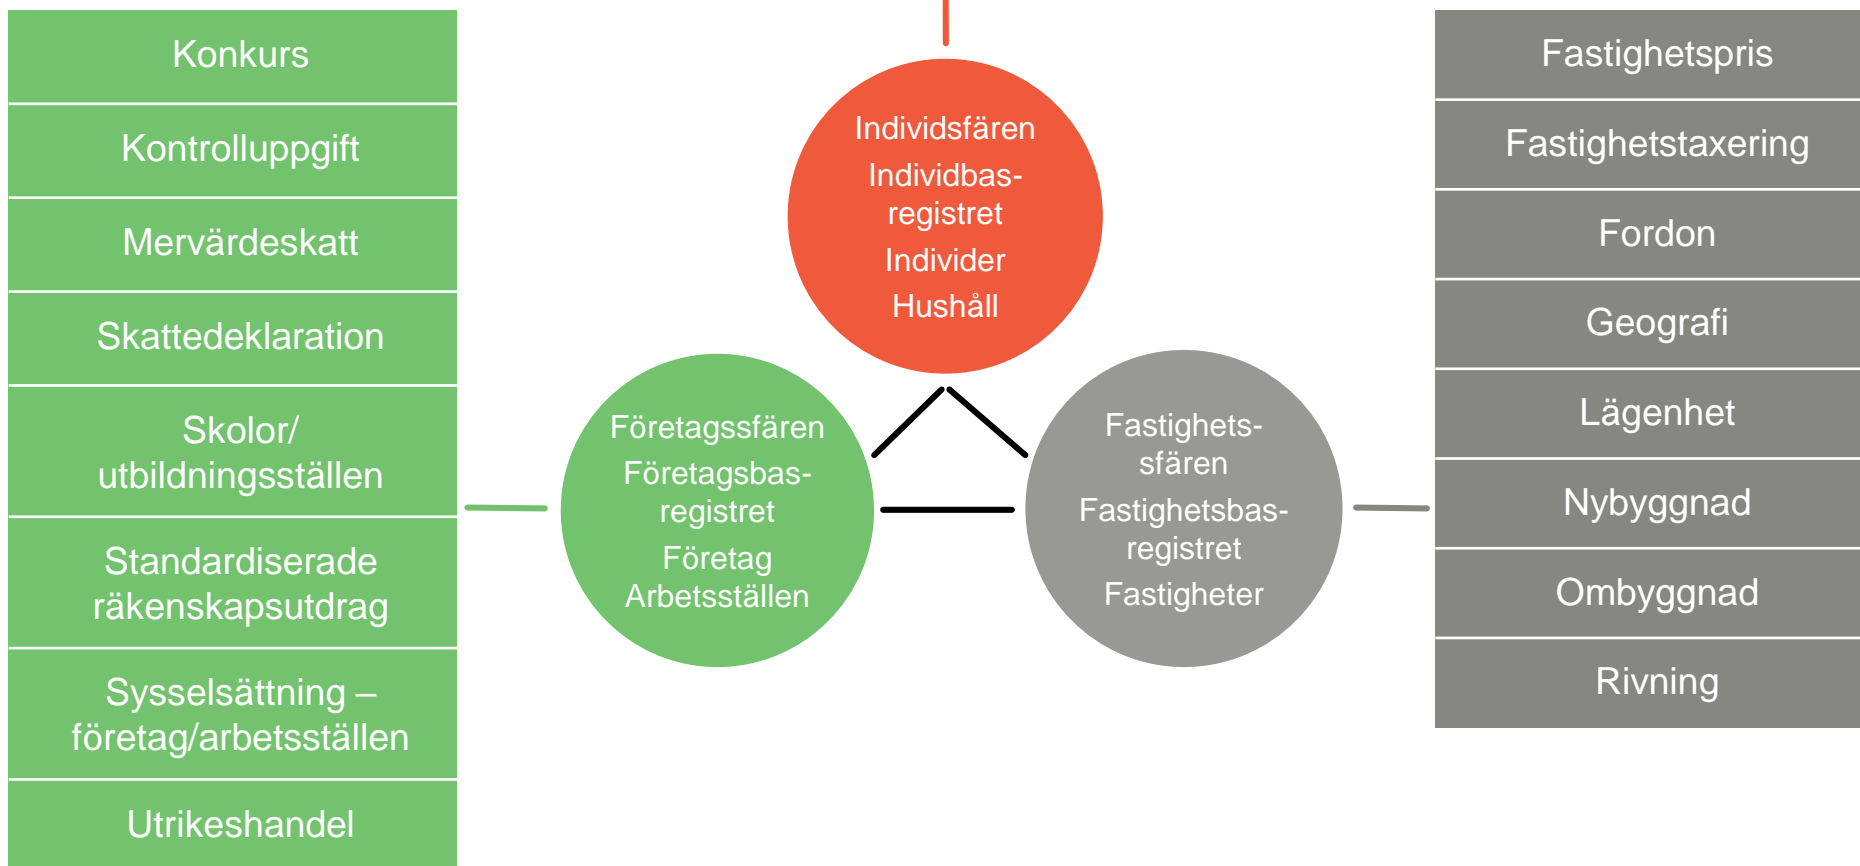 Konkurs
Kontrolluppgift
Mervärdeskatt
Skattedeklaration
Skolor/
utbildningsställen
Standardiserade
räkenskapsutdrag
Sysselsättning –
företag/arbetsställen
Utrikeshandel
Individsfären
Individbas-
registret
Individer
Hushåll
Företagssfären
Företagsbas-
registret
Företag
Arbetsställen
Fastighets-
sfären
Fastighetsbas-
registret
Fastigheter
Fastighetspris
Fastighetstaxering
Fordon
Geografi
Lägenhet
Nybyggnad
Ombyggnad
Rivning